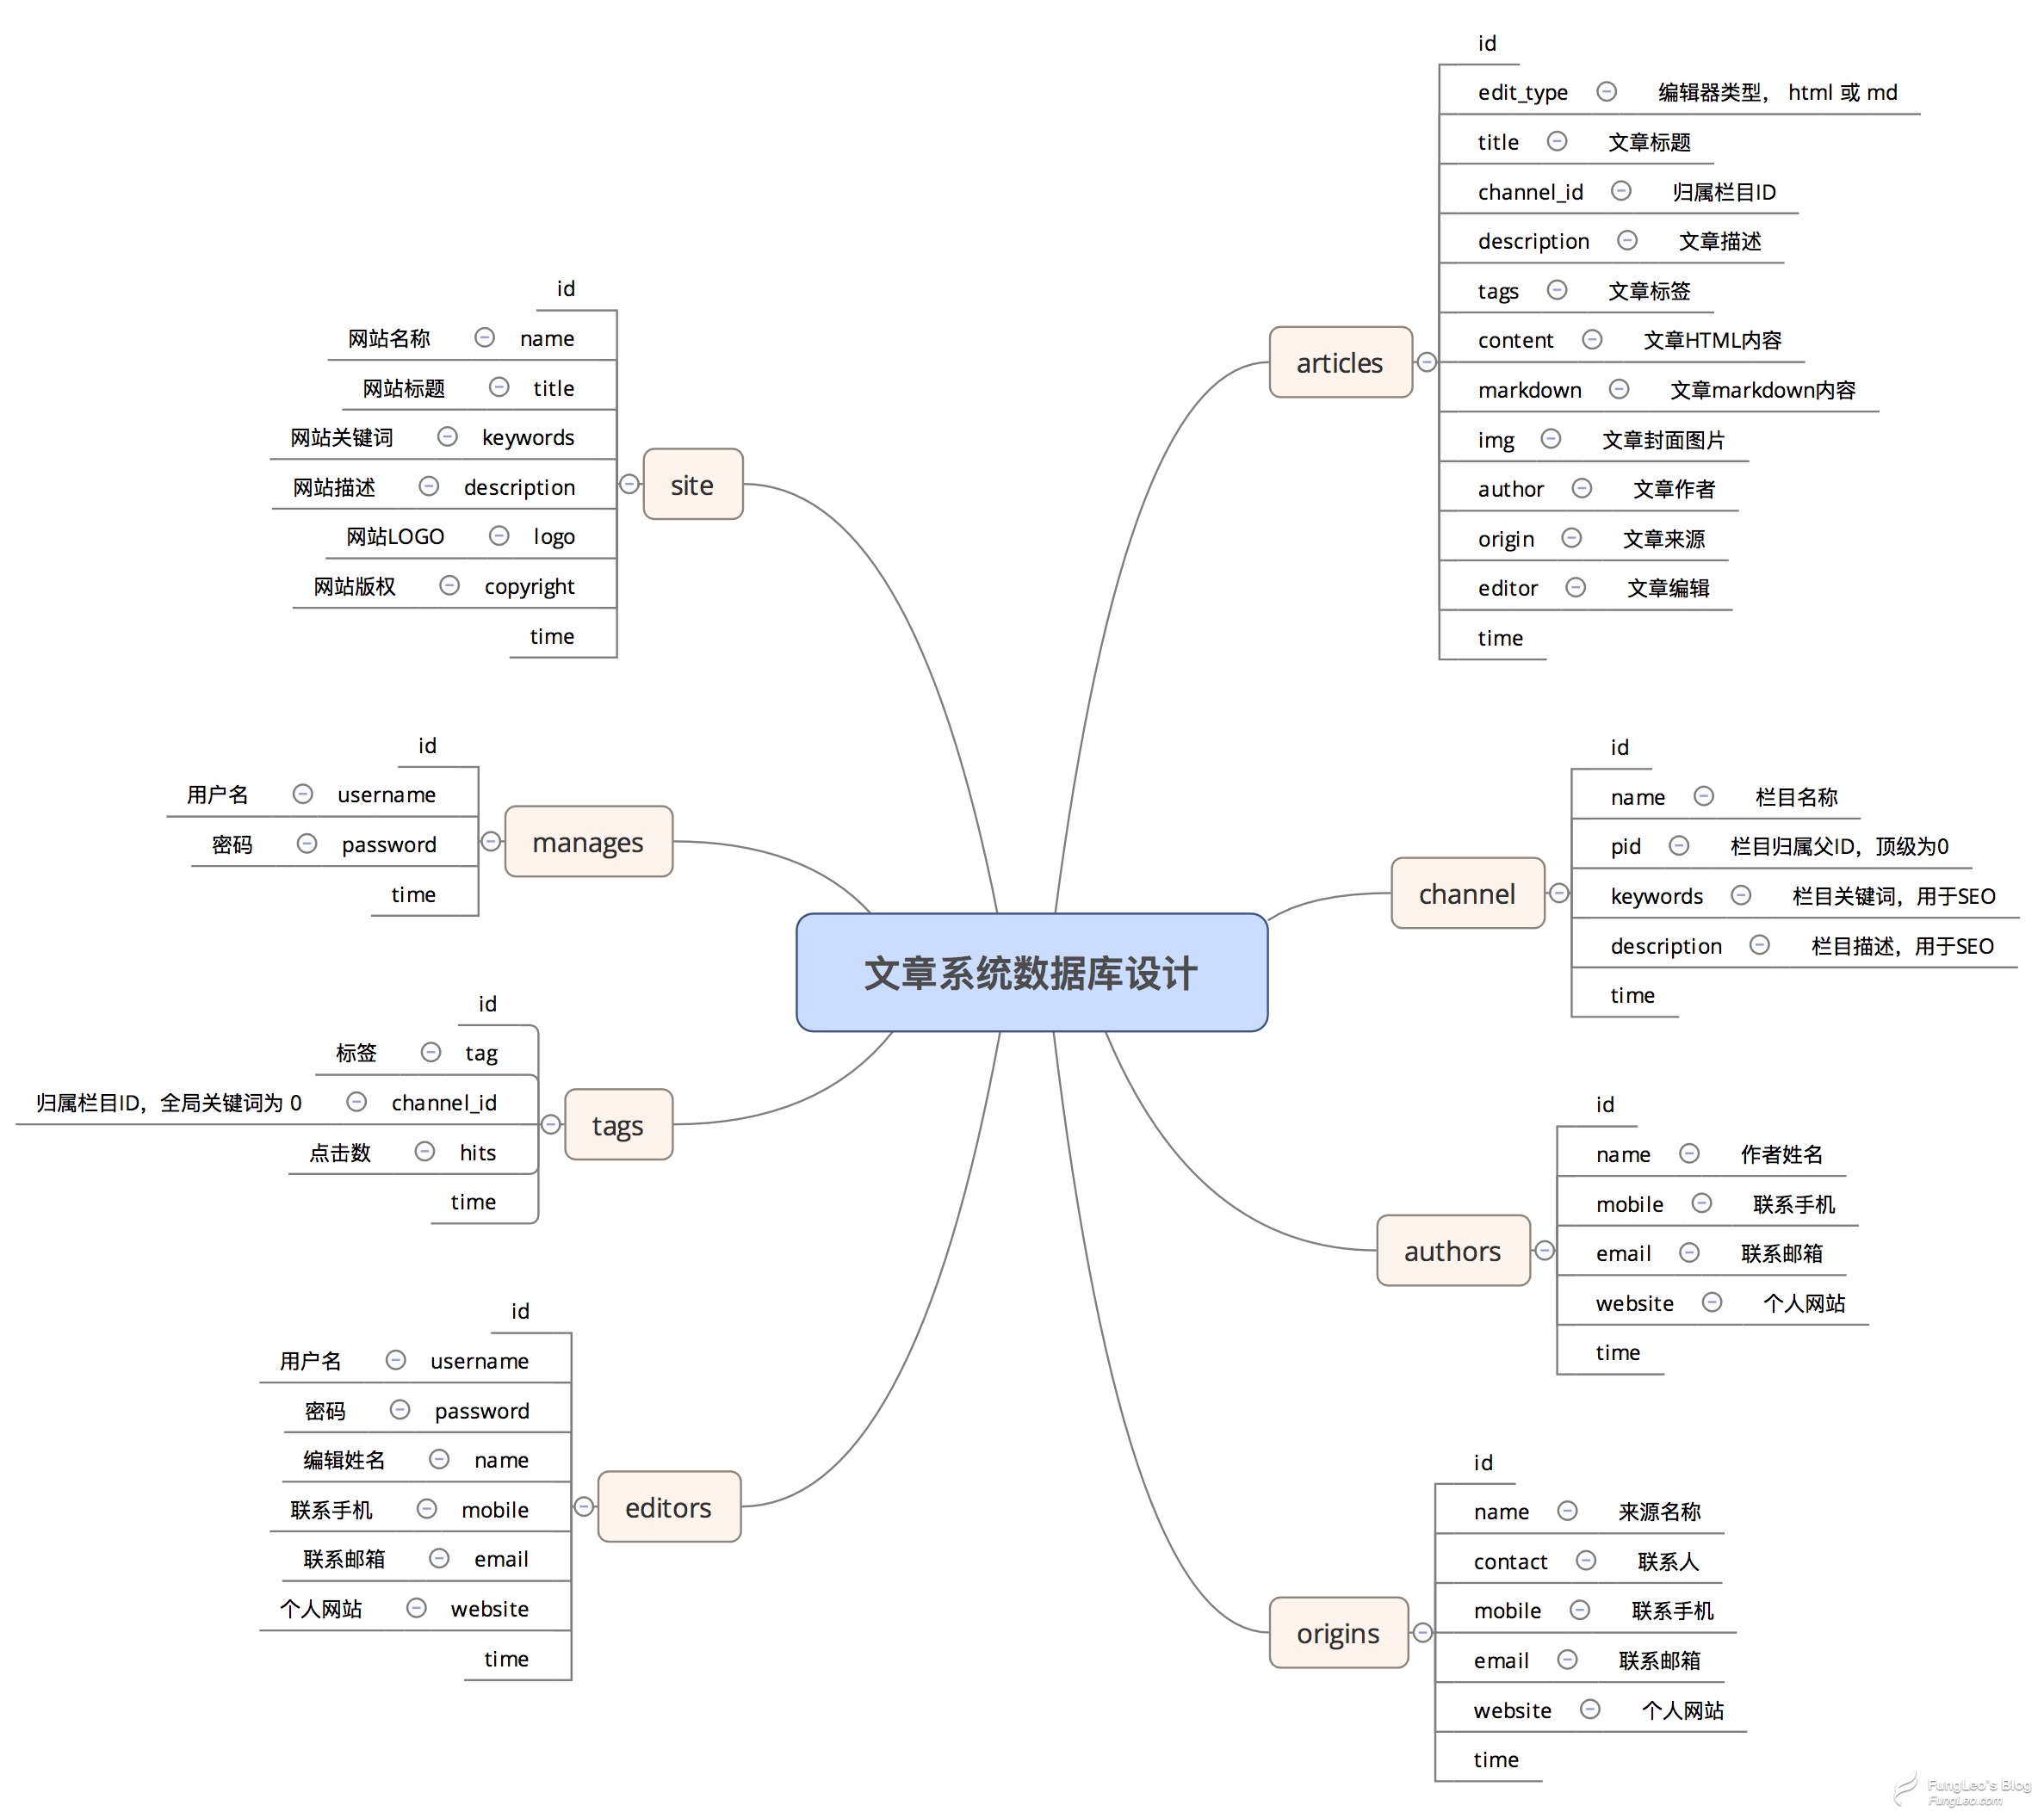 文章系统数据库设计
articles
id
edit_type 编辑器类型， html 或 md
title 文章标题
channel_id 归属栏目ID
description 文章描述
tags 文章标签
content 文章HTML内容
markdown 文章markdown内容
img 文章封面图片
author 文章作者
origin 文章来源
editor 文章编辑
time
channel
id
name 栏目名称
pid 栏目归属父ID，顶级为0
keywords 栏目关键词，用于SEO
description 栏目描述，用于SEO
time
authors
id
name 作者姓名
mobile 联系手机
email 联系邮箱
website 个人网站
time
origins
id
name 来源名称
contact 联系人
mobile 联系手机
email 联系邮箱
website 个人网站
time
site
id
网站名称 name
网站标题 title
网站关键词 keywords
网站描述 description
网站LOGO logo
网站版权 copyright
time
manages
id
用户名 username
密码 password
time
tags
id
标签 tag
归属栏目ID，全局关键词为 0 channel_id
点击数 hits
time
editors
id
用户名 username
密码 password
编辑姓名 name
联系手机 mobile
联系邮箱 email
个人网站 website
time
FungLeo's Blog
FungLeo.com